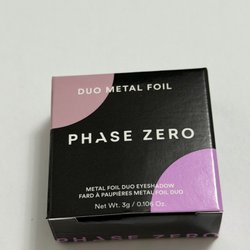 DUO METAL FOIL
PHASE ZERO
METAL FOIL DUO EYESHADOW
FARD À PAUPIÈRES METAL FOIL DUO
Net Wt. 3g / 0.106 Oz.